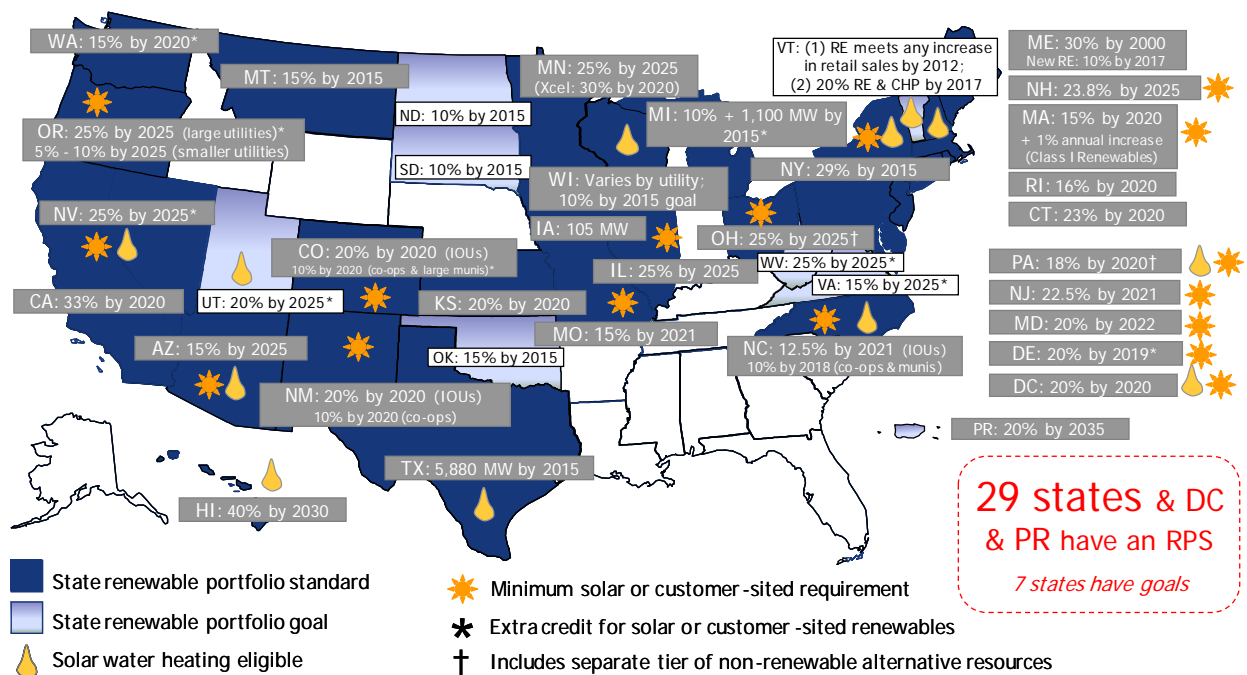 WA: 15% by 2020*
MT: 15% by 2015
MN: 25% by 2025
(Xcel: 30% by 2020)
VT: (1) RE meets any increase
in retail sales by 2012;
(2) 20% RE & CHP by 2017
ME: 30% by 2000
New RE: 10% by 2017
NH: 23.8% by 2025
ND: 10% by 2015
MI: 10% + 1,100 MW by
2015*
MA: 15% by 2020
+ 1% annual increase
(Class I Renewables)
OR: 25% by 2025 (large utilities)*
5% - 10% by 2025 (smaller utilities)
SD: 10% by 2015
WI: Varies by utility;
10% by 2015 goal
NY: 29% by 2015
RI: 16% by 2020
CT: 23% by 2020
NV: 25% by 2025*
CO: 20% by 2020 (IOUs)
10% by 2020 (co-ops & large munis)*
IA: 105 MW
OH: 25% by 2025†
IL: 25% by 2025
WV: 25% by 2025*
VA: 15% by 2025*
PA: 18% by 2020†
NJ: 22.5% by 2021
CA: 33% by 2020
UT: 20% by 2025*
KS: 20% by 2020
MO: 15% by 2021
MD: 20% by 2022
AZ: 15% by 2025
OK: 15% by 2015
NC: 12.5% by 2021 (IOUs)
10% by 2018 (co-ops & munis)
DE: 20% by 2019*
DC: 20% by 2020
NM: 20% by 2020 (IOUs)
10% by 2020 (co-ops)
PR: 20% by 2035
TX: 5,880 MW by 2015
HI: 40% by 2030
29 states & DC
& PR have an RPS
7 states have goals
State renewable portfolio standard
State renewable portfolio goal
Solar water heating eligible
Minimum solar or customer-sited requirement
* Extra credit for solar or customer-sited renewables
† Includes separate tier of non-renewable alternative resources